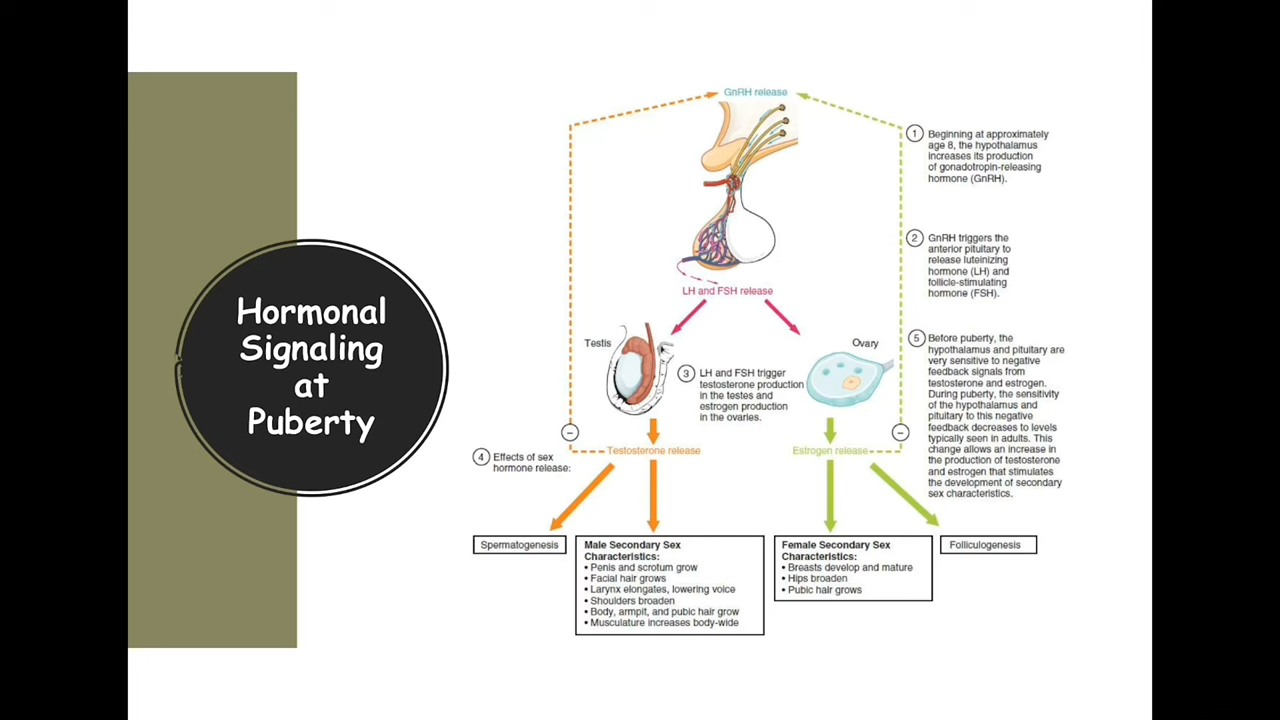 Hormonal
Signaling
at
Puberty
GnRH release
1
Beginning at approximately
age 8, the hypothalamus
increases its production
of gonadotropin-releasing
hormone (GnRH).
2
GnRH triggers the
anterior pituitary to
release luteinizing
hormone (LH) and
follicle-stimulating
hormone (FSH).
LH and FSH release
Testis
Ovary
3
LH and FSH trigger
testosterone production
in the testes and
estrogen production
in the ovaries.
5
Before puberty, the
hypothalamus and pituitary are
very sensitive to negative
feedback signals from
testosterone and estrogen.
During puberty, the sensitivity
of the hypothalamus and
pituitary to this negative
feedback decreases to levels
typically seen in adults. This
change allows an increase in
the production of testosterone
and estrogen that stimulates
the development of secondary
sex characteristics.
−
−
Testosterone release
Estrogen release
4
Effects of sex
hormone release:
Spermatogenesis
Male Secondary Sex
Characteristics:
• Penis and scrotum grow
• Facial hair grows
• Larynx elongates, lowering voice
• Shoulders broaden
• Body, armpit, and pubic hair grow
• Musculature increases body-wide
Female Secondary Sex
Characteristics:
• Breasts develop and mature
• Hips broaden
• Pubic hair grows
Folliculogenesis